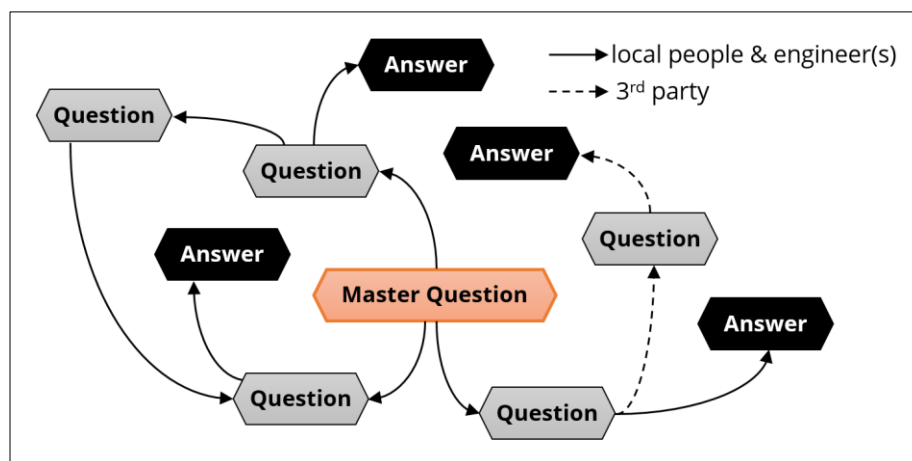 Answer
local people & engineer(s)
3rd party
Question
Question
Answer
Question
Answer
Master Question
Answer
Question
Question